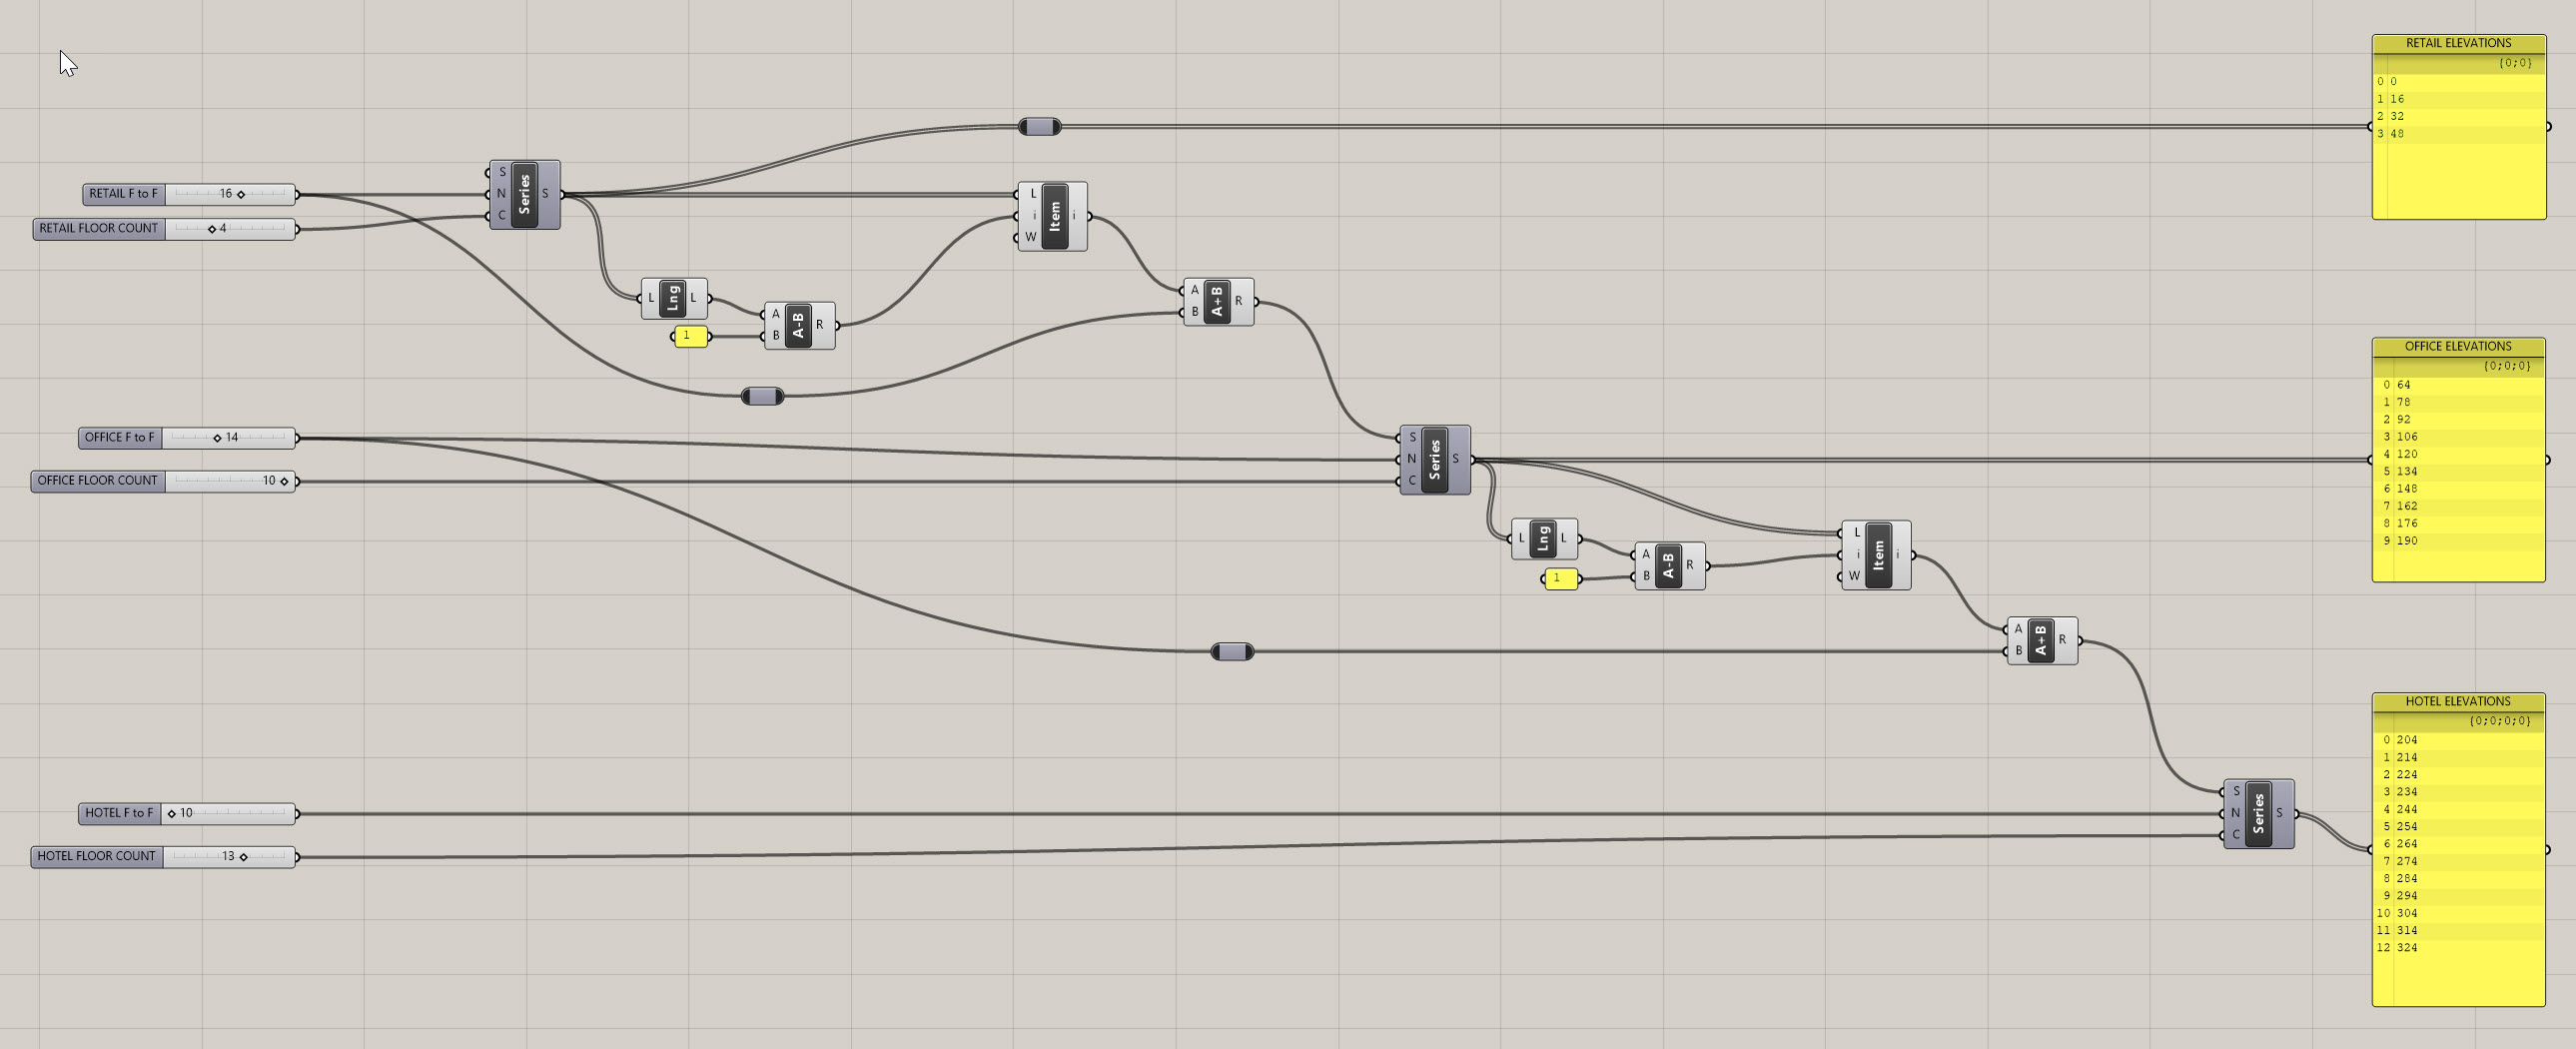 RETAIL ELEVATIONS
{0;0}
0 0
1 16
2 32
3 48
S
N
C
Series
S
RETAIL F to F 16
RETAIL FLOOR COUNT 4
L
i
W
Item
i
L Lng L
1
A
B
A-B
R
A
B
A+B
R
OFFICE ELEVATIONS
{0;0;0}
0 64
1 78
2 92
3 106
4 120
5 134
6 148
7 162
8 176
9 190
OFFICE F to F 14
OFFICE FLOOR COUNT 10
S
N
C
Series
S
L Lng L
1
A
B
A-B
R
L
i
W
Item
i
A
B
A+B
R
HOTEL ELEVATIONS
{0;0;0;0}
0 204
1 214
2 224
3 234
4 244
5 254
6 264
7 274
8 284
9 294
10 304
11 314
12 324
HOTEL F to F 10
HOTEL FLOOR COUNT 13
S
N
C
Series
S